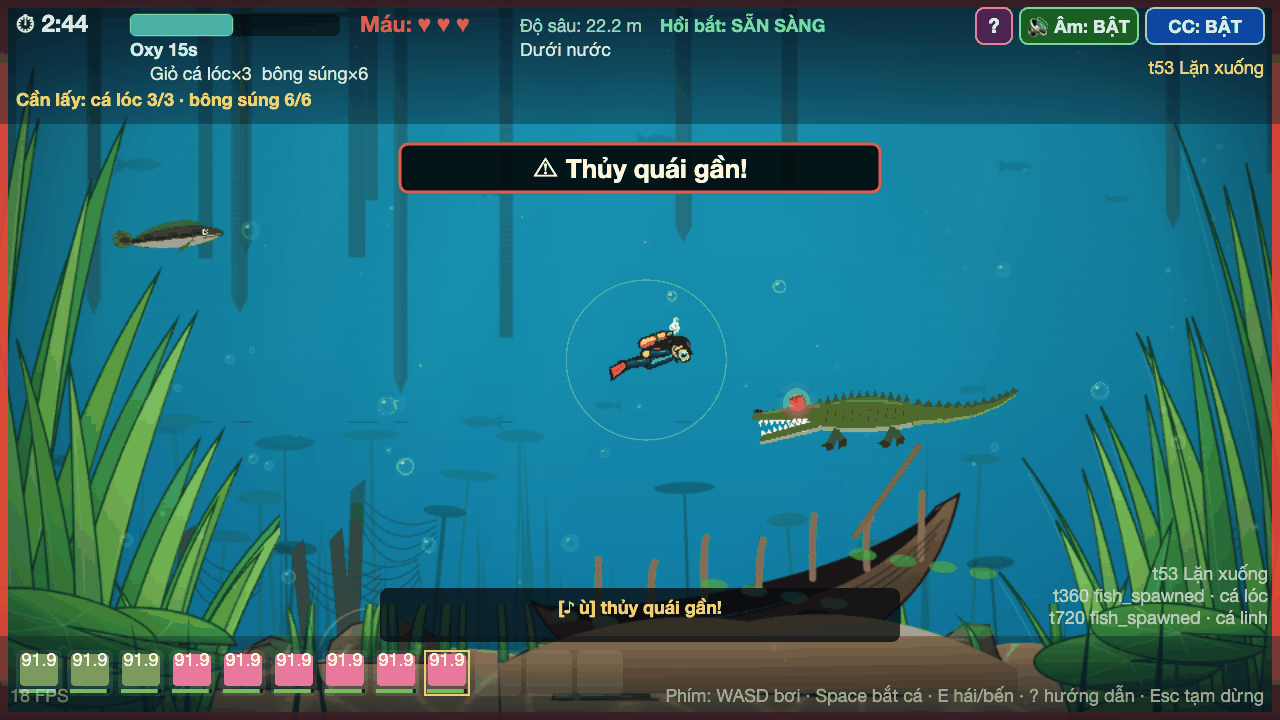 2:44
Oxy 15s
Máu: ♥ ♥ ♥
Độ sâu: 22.2 m
Hồi bắt: SẴN SÀNG
Dưới nước
?
Âm: BẬT
CC: BẬT
t53 Lặn xuống
Giỏ cá lóc×3 bông súng×6
Cần lấy: cá lóc 3/3 · bông súng 6/6
⚠ Thủy quái gần!
t53 Lặn xuống
t360 fish_spawned · cá lóc
t720 fish_spawned · cá linh
[♪ ù] thủy quái gần!
91.9 91.9 91.9 91.9 91.9 91.9 91.9 91.9 91.9
18 FPS
Phím: WASD bơi · Space bắt cá · E hái/bến · ? hướng dẫn · Esc tạm dừng